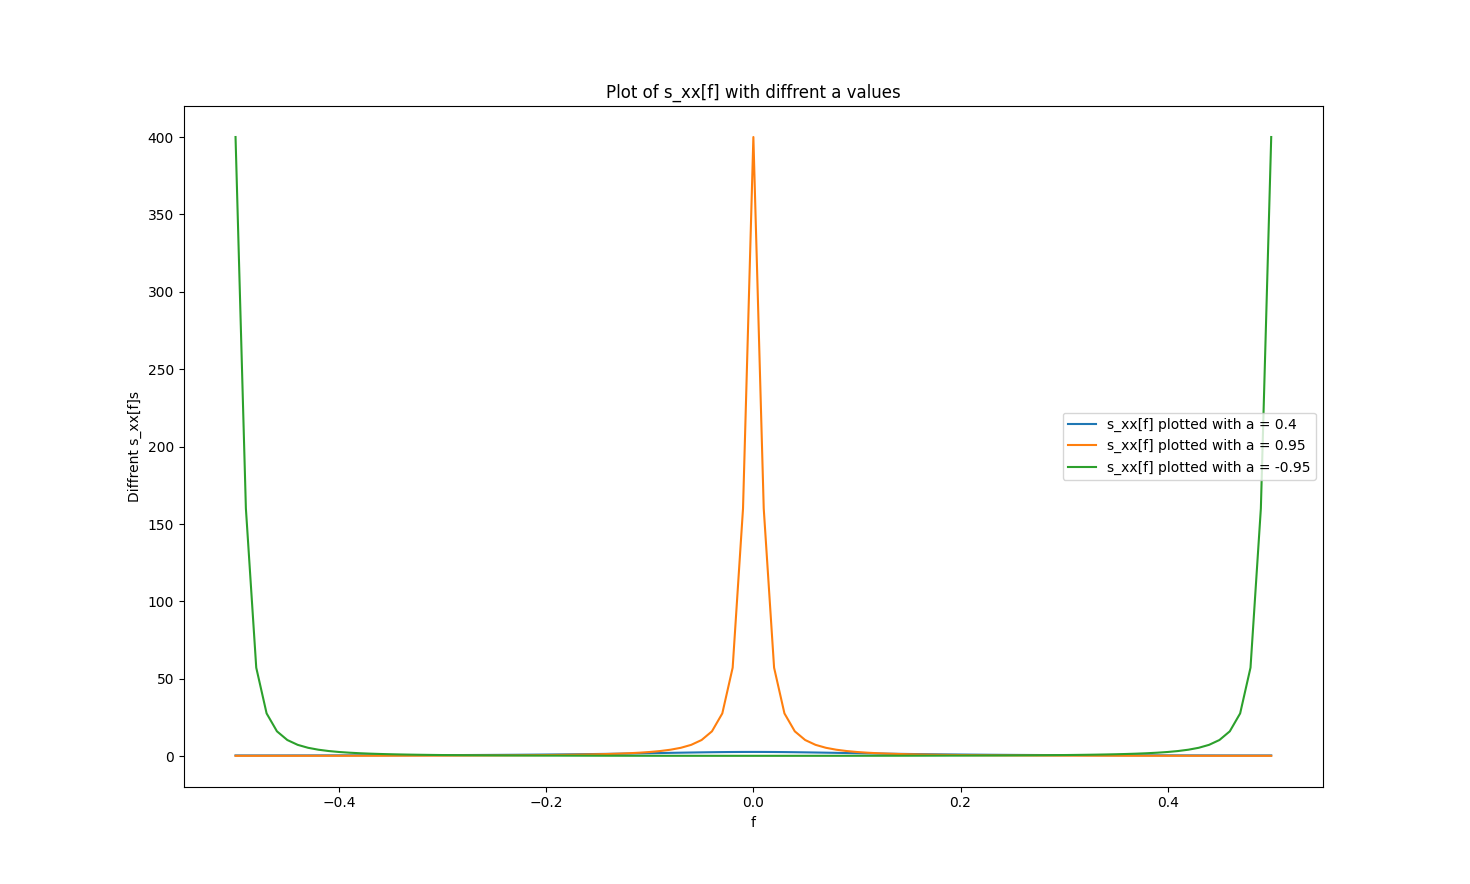 Plot of s_xx[f] with diffrent a values
Diffrent s_xx[f]s
400
350
300
250
200
150
100
50
0
s_xx[f] plotted with a = 0.4
s_xx[f] plotted with a = 0.95
s_xx[f] plotted with a = -0.95
−0.4
−0.2
0.0
0.2
0.4
f